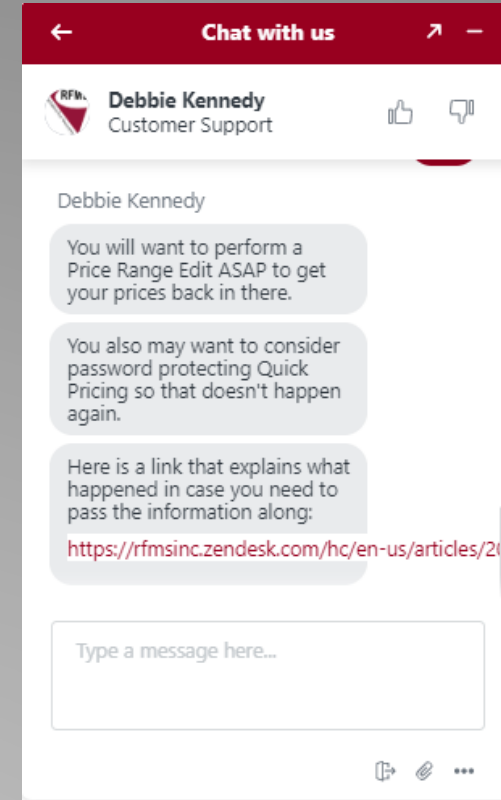 Chat with us
RFM
Debbie Kennedy
Customer Support
Debbie Kennedy
You will want to perform a
Price Range Edit ASAP to get
your prices back in there.
You also may want to consider
password protecting Quick
Pricing so that doesn't happen
again.
Here is a link that explains what
happened in case you need to
pass the information along:
https://rfmsinc.zendesk.com/hc/en-us/articles/2
Type a message here...